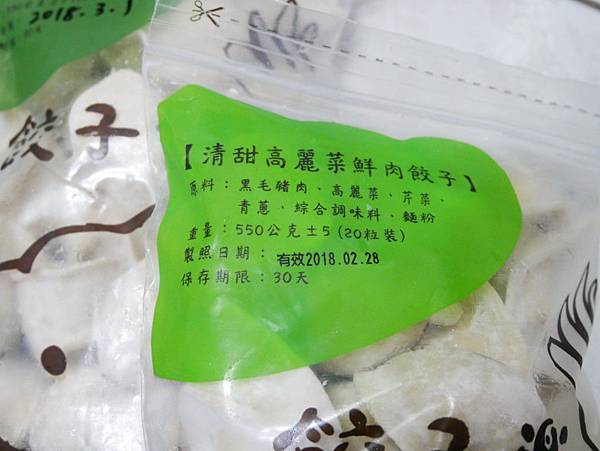 2018.3.1
餃子
【清甜高麗菜鮮肉餃子】
原料：黑毛豬肉、高麗菜、芹菜、
青蔥、綜合調味料、麵粉
重量：550公克±5(20粒裝)
製照日期：有效2018.02.28
保存期限：30天
餃子